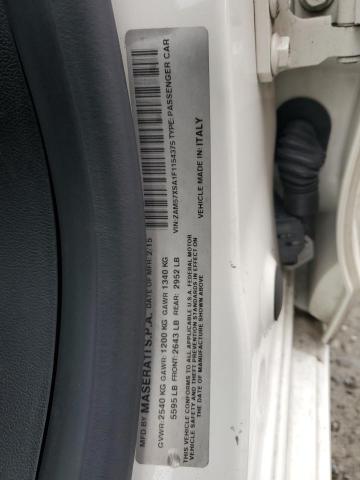 MFD. BY: MASERATI S.P.A. DATE OF MFR: 2/15
GVWR: 2540 KG GAWR: 1200 KG GAWR 1340 KG
5595 LB FRONT: 2643 LB REAR: 2952 LB
THIS VEHICLE CONFORMS TO ALL APPLICABLE U.S.A. FEDERAL MOTOR
VEHICLE SAFETY AND THEFT PREVENTION STANDARDS IN EFFECT ON
THE DATE OF MANUFACTURE SHOWN ABOVE
VIN: ZAM57XSA1F1154375 TYPE: PASSENGER CAR
VEHICLE MADE IN: ITALY